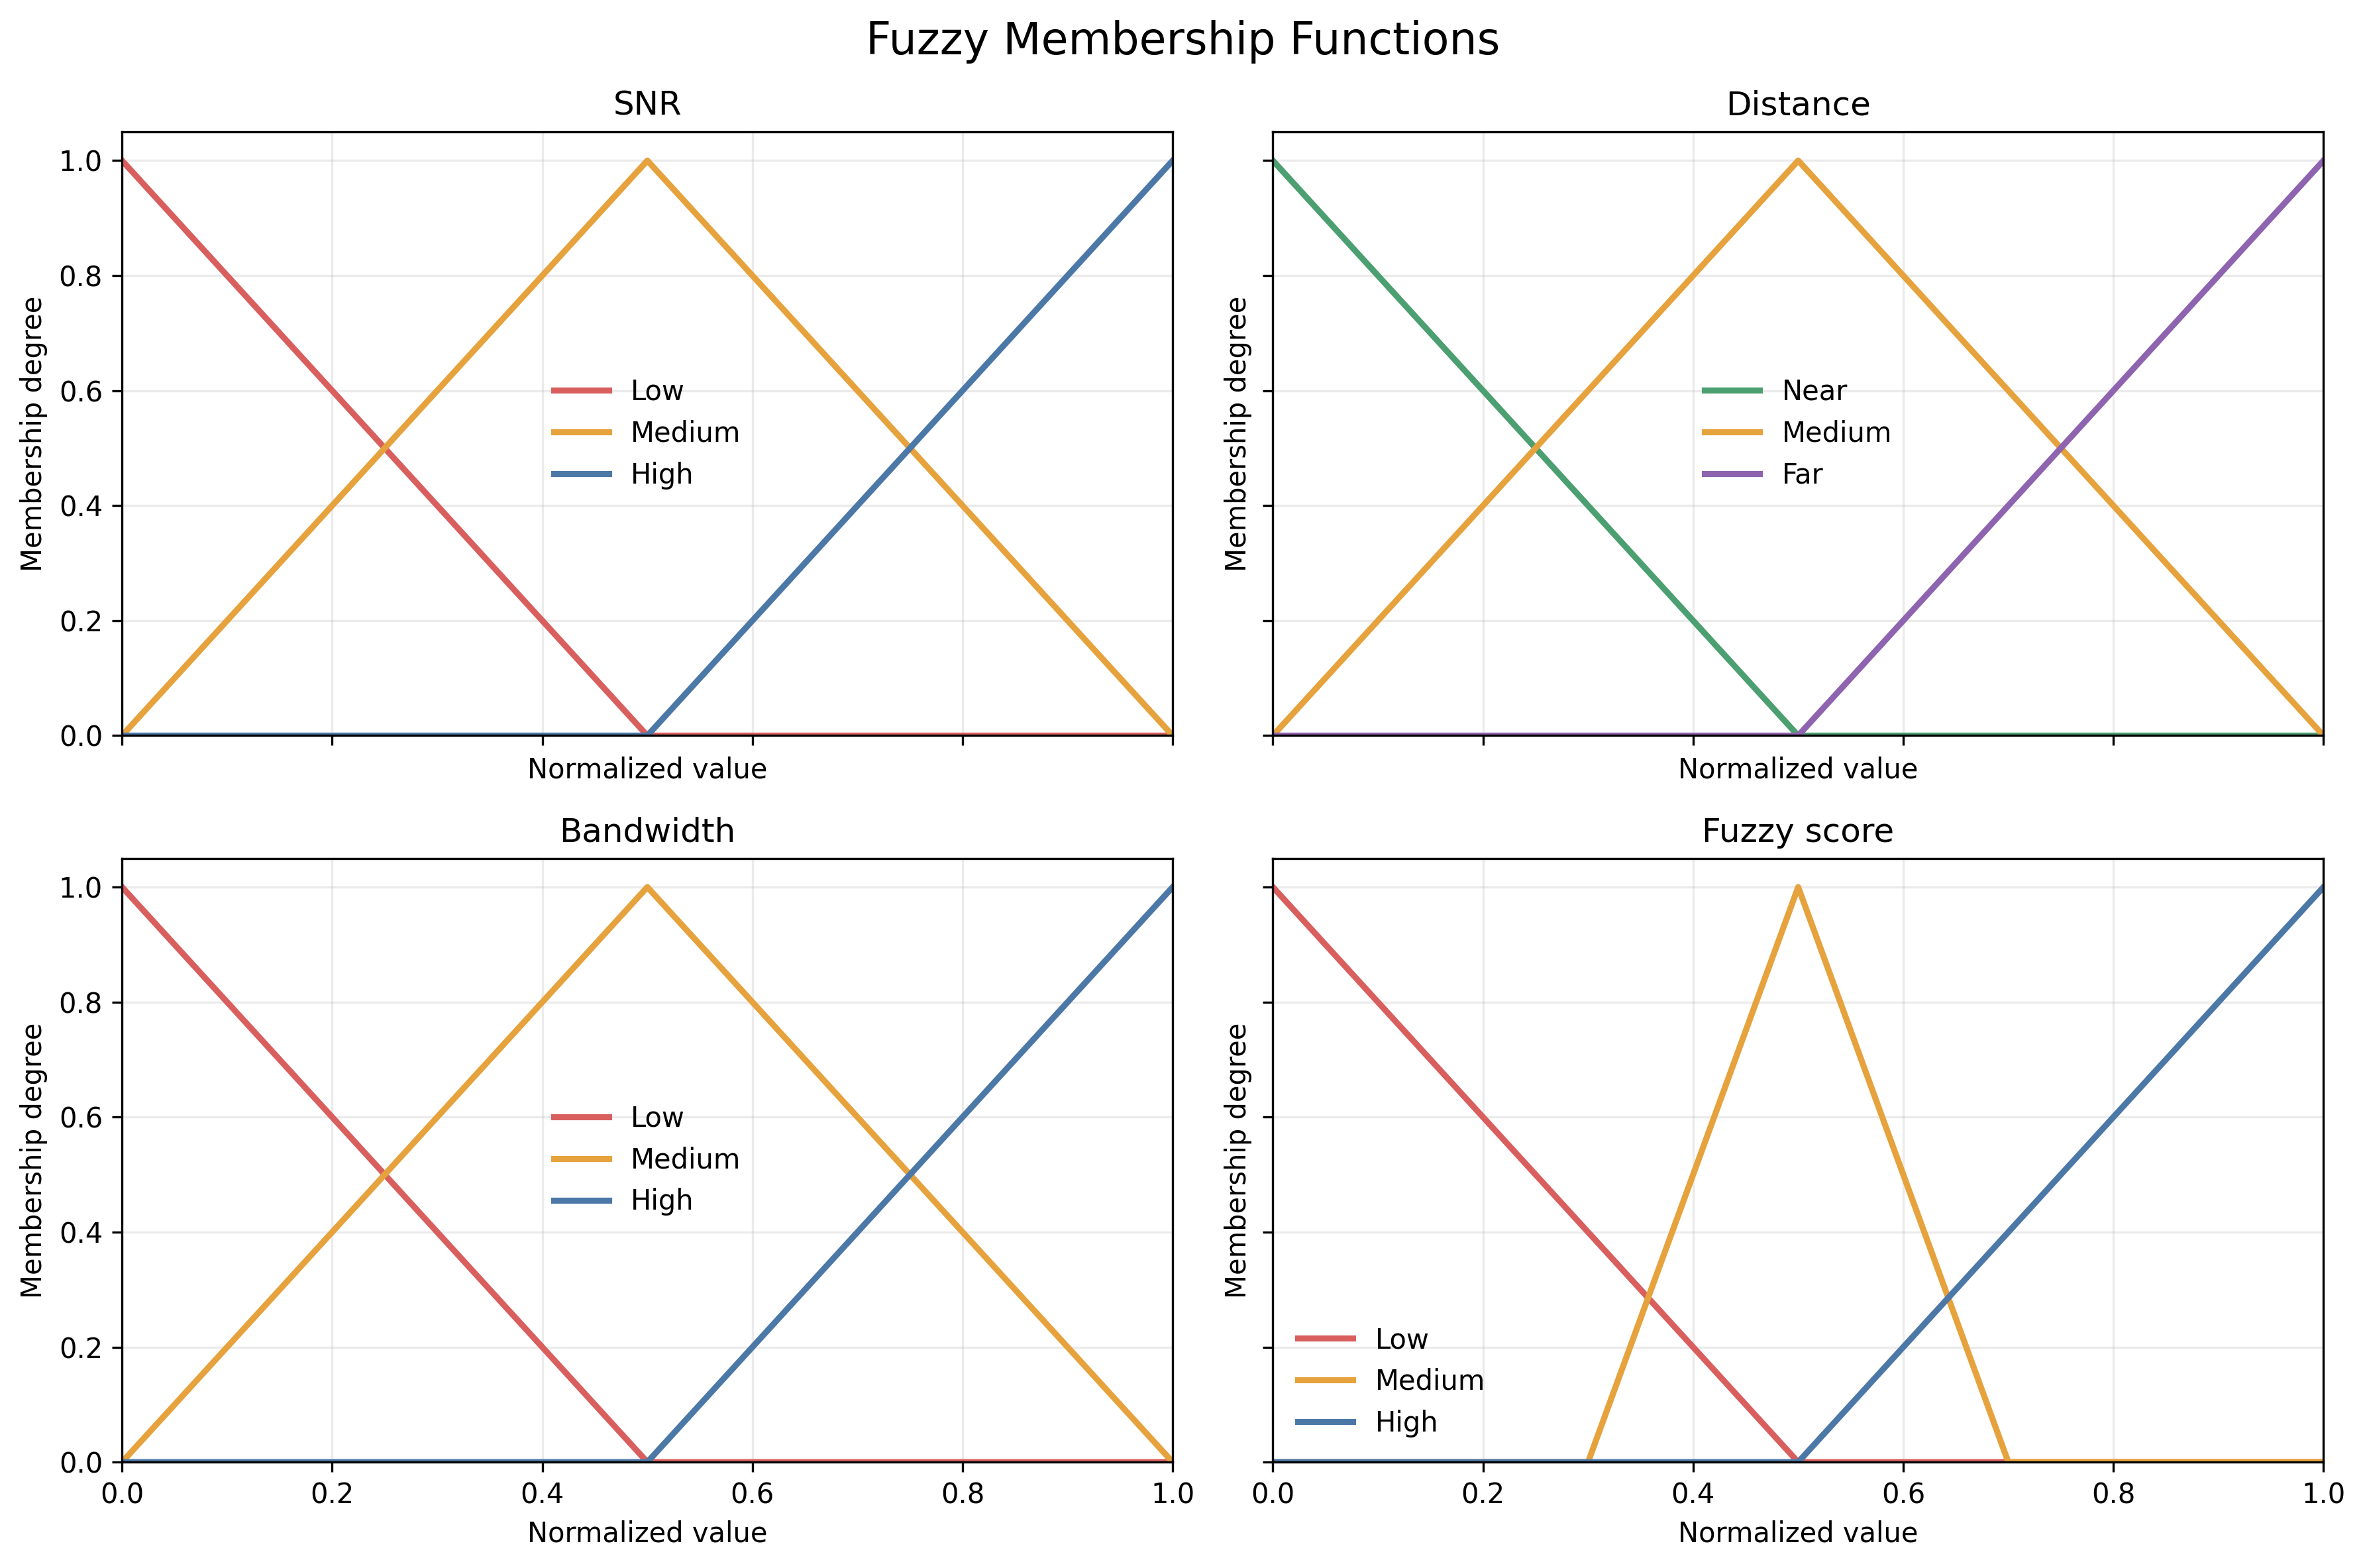 Fuzzy Membership Functions
SNR
Membership degree
1.0
0.8
0.6
0.4
0.2
0.0
Low
Medium
High
Normalized value
Distance
Membership degree
Near
Medium
Far
Normalized value
Bandwidth
Membership degree
1.0
0.8
0.6
0.4
0.2
0.0
Low
Medium
High
0.0 0.2 0.4 0.6 0.8 1.0
Normalized value
Fuzzy score
Membership degree
Low
Medium
High
0.0 0.2 0.4 0.6 0.8 1.0
Normalized value